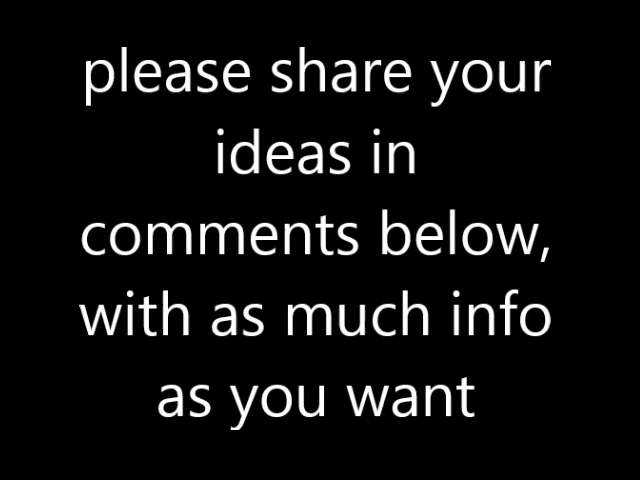 please share your
ideas in
comments below,
with as much info
as you want